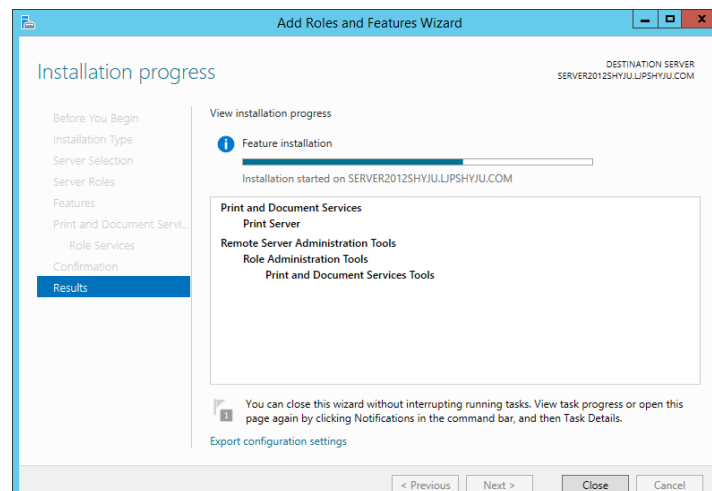 Add Roles and Features Wizard
Installation progress
DESTINATION SERVER
SERVER2012SHYJU.LJPSHYJU.COM
Before You Begin
Installation Type
Server Selection
Server Roles
Features
Print and Document Servi...
Role Services
Confirmation
Results
View installation progress
Feature installation
Installation started on SERVER2012SHYJU.LJPSHYJU.COM
Print and Document Services
Print Server
Remote Server Administration Tools
Role Administration Tools
Print and Document Services Tools
1
You can close this wizard without interrupting running tasks. View task progress or open this
page again by clicking Notifications in the command bar, and then Task Details.
Export configuration settings
< Previous
Next >
Close
Cancel